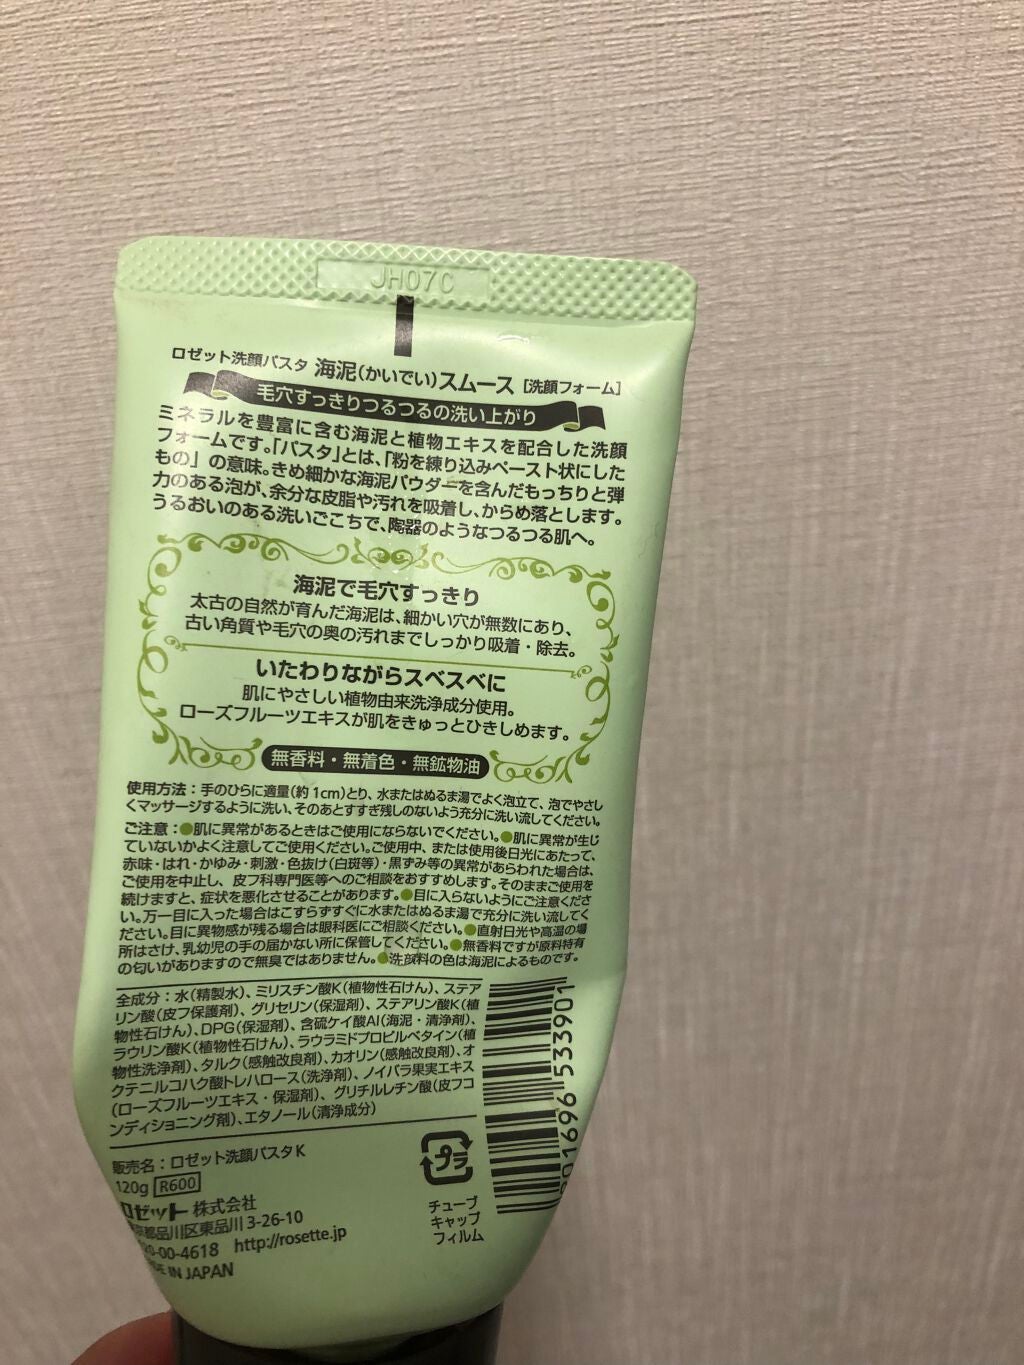 JH07C
ロゼット洗顔パスタ 海泥(かいでい)スムース [洗顔フォーム]
毛穴すっきりつるつるの洗い上がり
ミネラルを豊富に含む海泥と植物エキスを配合した洗顔
フォームです。「パスタ」とは、「粉を練り込みペースト状にした
もの」の意味。きめ細かな海泥パウダーを含んだもっちりと弾
力のある泡が、余分な皮脂や汚れを吸着し、からめ落とします。
うるおいのある洗いごこちで、陶器のようなつるつる肌へ。
海泥で毛穴すっきり
太古の自然が育んだ海泥は、細かい穴が無数にあり、
古い角質や毛穴の奥の汚れまでしっかり吸着・除去。
いたわりながらスベスベに
肌にやさしい植物由来洗浄成分使用。
ローズフルーツエキスが肌をきゅっとひきしめます。
無香料・無着色・無鉱物油
使用方法：手のひらに適量(約1cm)とり、水またはぬるま湯でよく泡立て、泡でやさし
くマッサージするように洗い、そのあとすすぎ残しのないよう充分に洗い流してください。
ご注意：●肌に異常があるときはご使用にならないでください。●肌に異常が生じ
ていないかよく注意してご使用ください。ご使用中、または使用後日光にあたって、
赤味・はれ・かゆみ・刺激・色抜け(白斑等)・黒ずみ等の異常があらわれた場合は、
ご使用を中止し、皮フ科専門医等へのご相談をおすすめします。そのままご使用を
続けますと、症状を悪化させることがあります。●目に入らないようにご注意くださ
い。万一目に入った場合はこすらずすぐに水またはぬるま湯で充分に洗い流してく
ださい。目に異物感が残る場合は眼科医にご相談ください。●直射日光や高温の場
所はさけ、乳幼児の手の届かない所に保管してください。●無香料ですが原料特有
の匂いがありますので無臭ではありません。●洗顔料の色は海泥によるものです。
全成分：水(精製水)、ミリスチン酸K(植物性石けん)、ステア
リン酸(皮フ保護剤)、グリセリン(保湿剤)、ステアリン酸K(植
物性石けん)、DPG(保湿剤)、含硫ケイ酸Al(海泥・清浄剤)、
ラウリン酸K(植物性石けん)、ラウラミドプロピルベタイン(植
物性洗浄剤)、タルク(感触改良剤)、カオリン(感触改良剤)、オ
クテニルコハク酸トレハロース(洗浄剤)、ノイバラ果実エキス
(ローズフルーツエキス・保湿剤)、グリチルレチン酸(皮フコ
ンディショニング剤)、エタノール(清浄成分)
901696 533901
販売名：ロゼット洗顔パスタK
120g R600
ロゼット 株式会社
京都品川区東品川3-26-10
20-00-4618 http://rosette.jp
DE IN JAPAN
プラ
チューブ
キャップ
フィルム